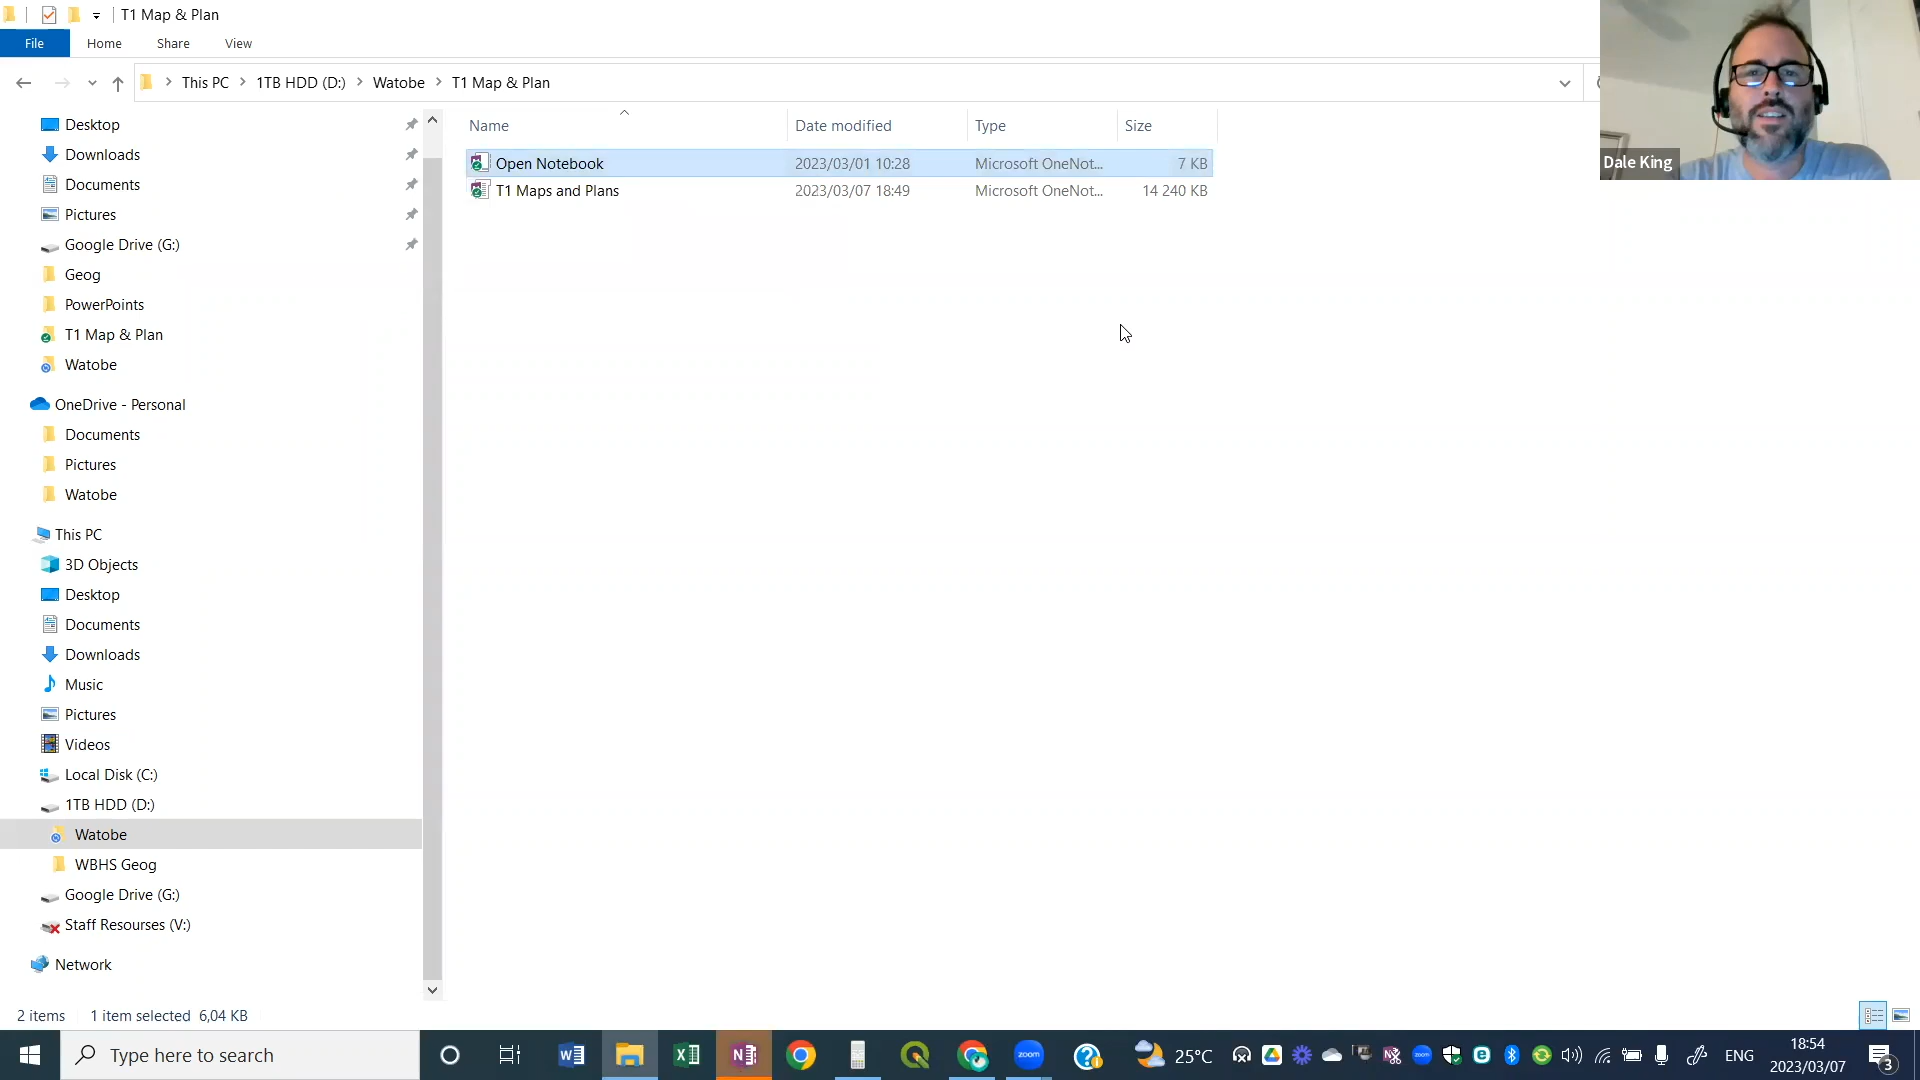 T1 Map & Plan
File Home Share View
This PC 1TB HDD (D:) Watobe T1 Map & Plan
Dale King
Name Date modified Type Size
Open Notebook 2023/03/01 10:28 Microsoft OneNot... 7 KB
T1 Maps and Plans 2023/03/07 18:49 Microsoft OneNot... 14 240 KB
Desktop
Downloads
Documents
Pictures
Google Drive (G:)
Geog
PowerPoints
T1 Map & Plan
Watobe
OneDrive - Personal
Documents
Pictures
Watobe
This PC
3D Objects
Desktop
Documents
Downloads
Music
Pictures
Videos
Local Disk (C:)
1TB HDD (D:)
Watobe
WBHS Geog
Google Drive (G:)
Staff Resourses (V:)
Network
2 items 1 item selected 6,04 KB
Type here to search
zoom
25°C
ENG
18:54
2023/03/07
3